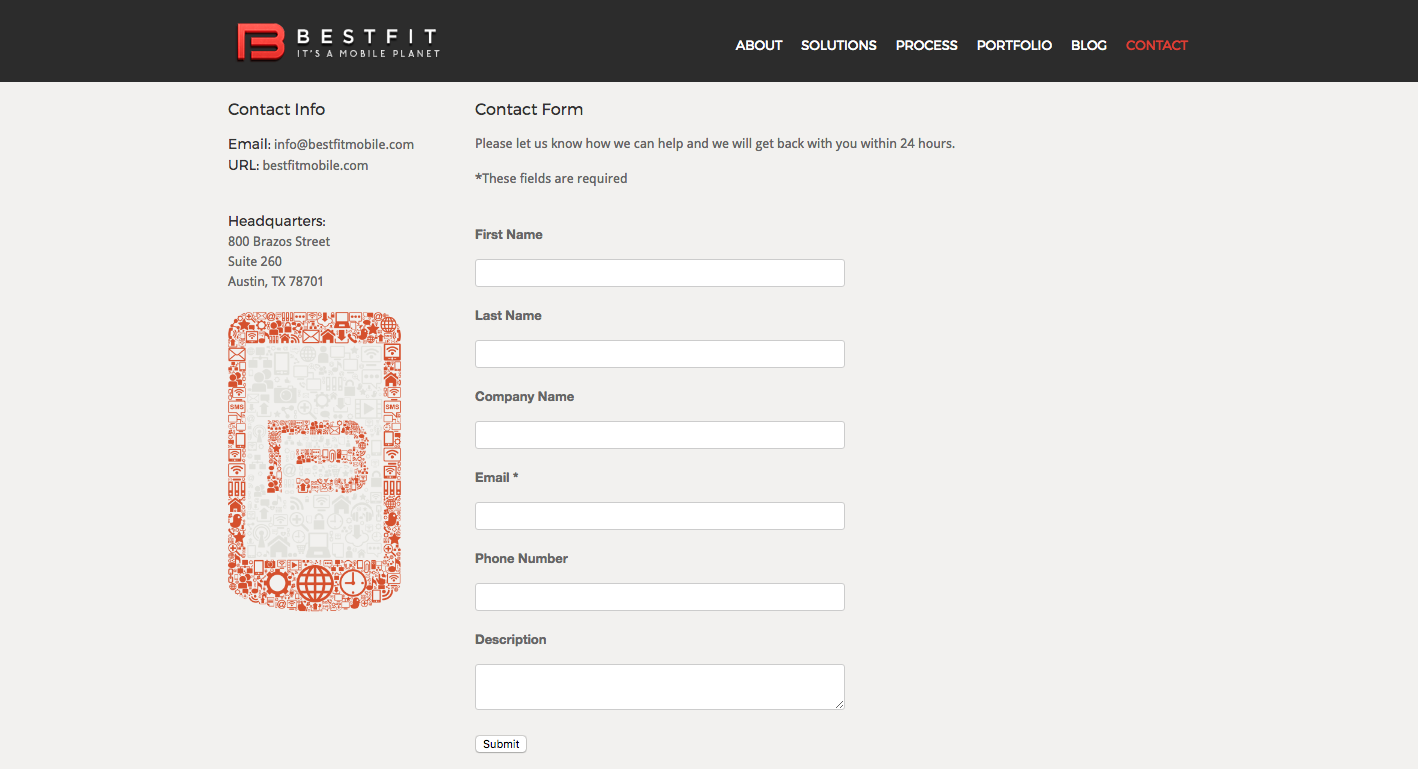 BESTFIT
IT'S A MOBILE PLANET
ABOUT SOLUTIONS PROCESS PORTFOLIO BLOG CONTACT
Contact Info
Email: info@bestfitmobile.com
URL: bestfitmobile.com
Headquarters:
800 Brazos Street
Suite 260
Austin, TX 78701
SMS SMS
Contact Form
Please let us know how we can help and we will get back with you within 24 hours.
*These fields are required
First Name
Last Name
Company Name
Email *
Phone Number
Description
Submit